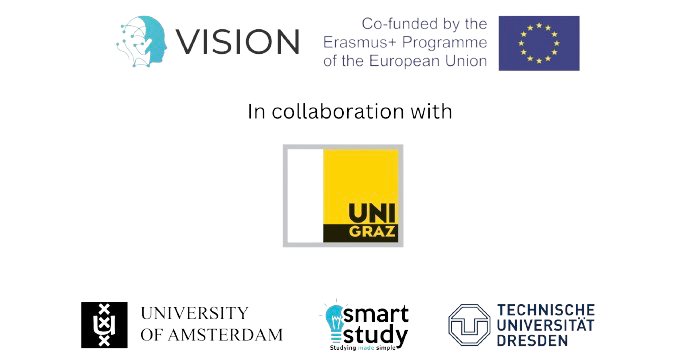 VISION
Co-funded by the
Erasmus+ Programme
of the European Union
In collaboration with
UNI
GRAZ
UNIVERSITY
OF AMSTERDAM
smart
study
Studying made simple
TECHNISCHE
UNIVERSITÄT
DRESDEN